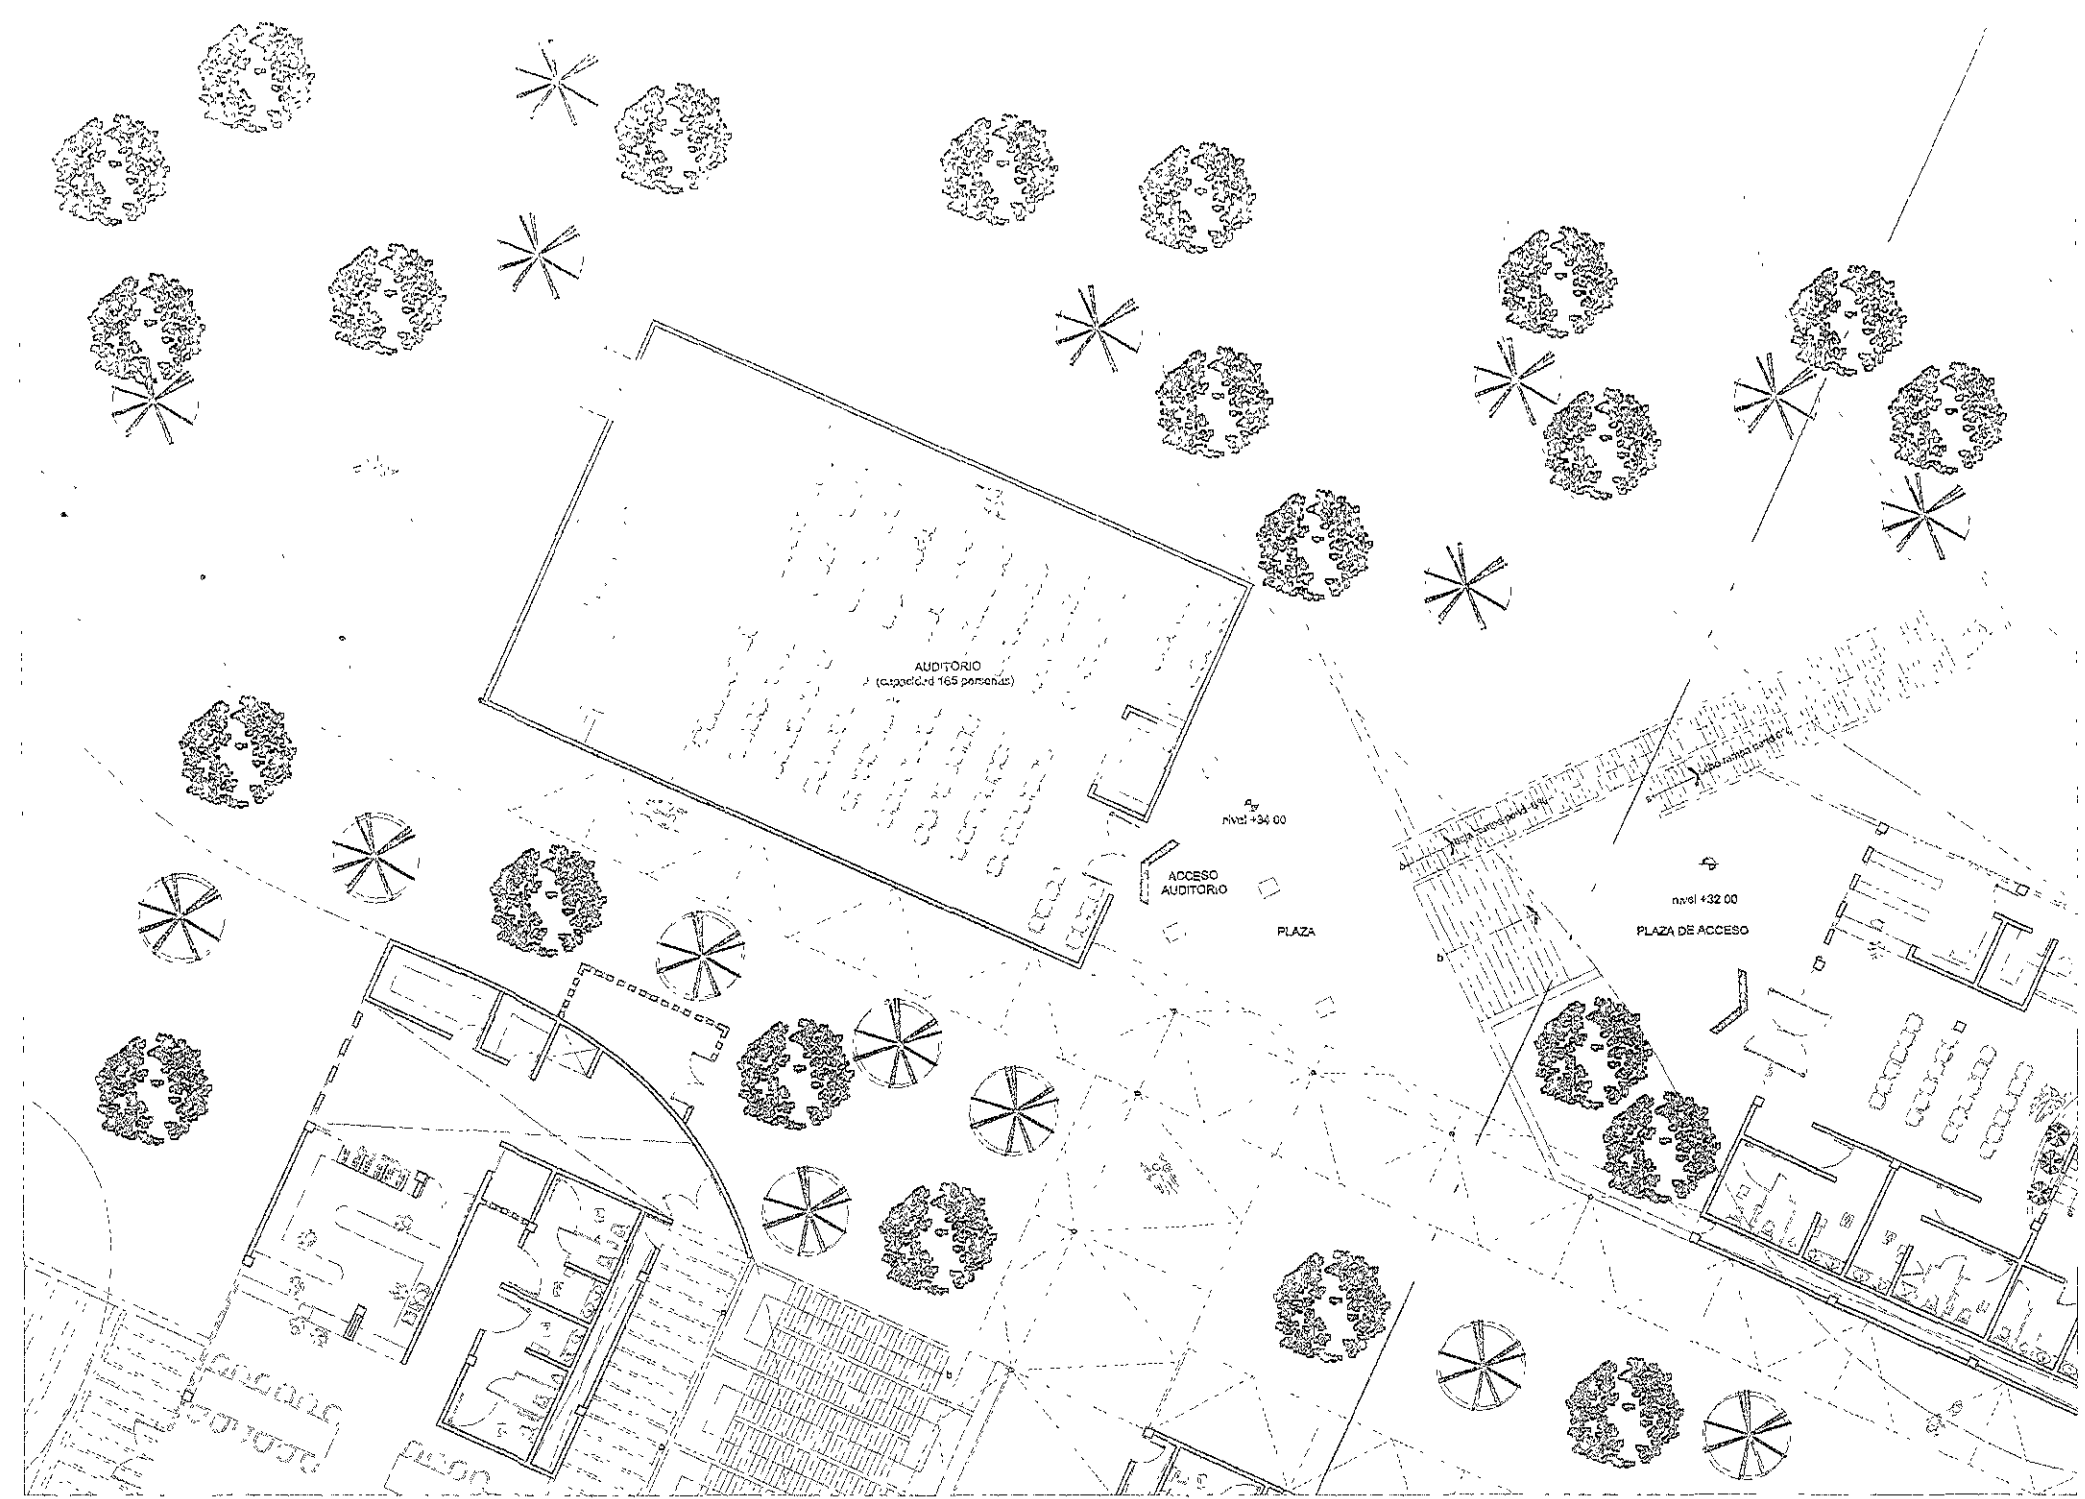 AUDITORIO
(capacidad 165 personas)
nivel +34.00
ACCESO
AUDITORIO
PLAZA
nivel +32.00
PLAZA DE ACCESO
b